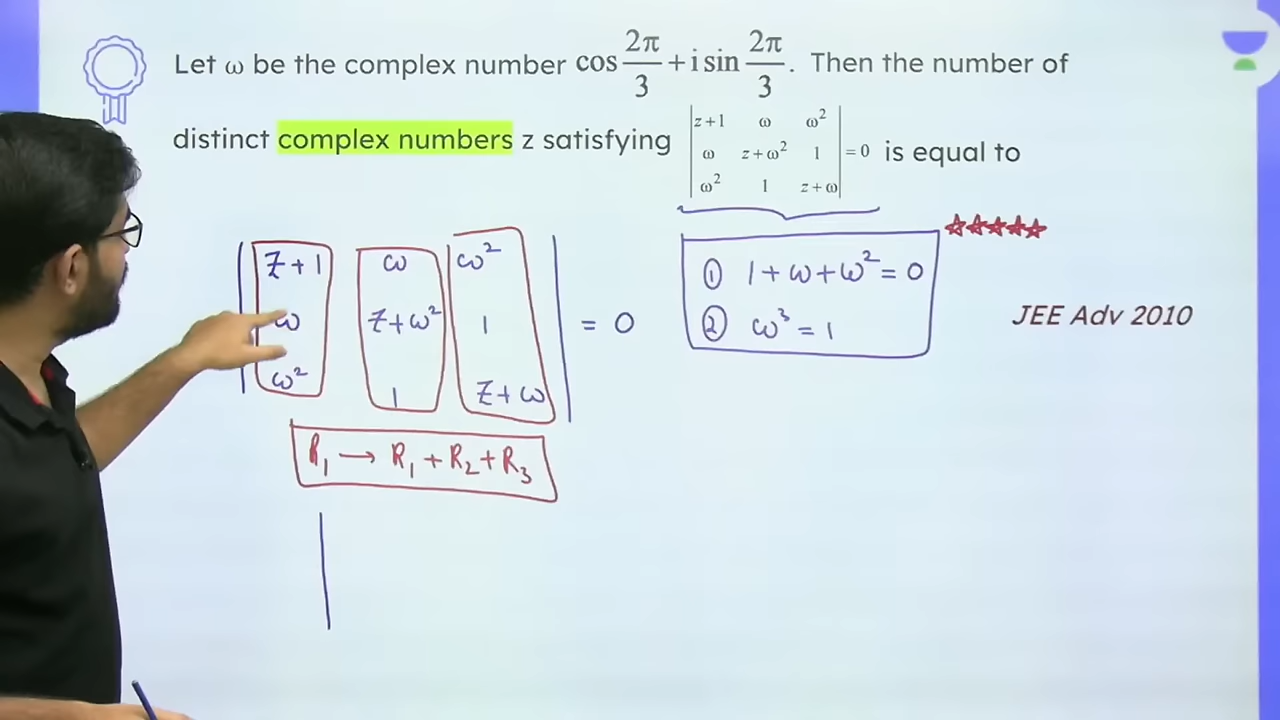 Let ω be the complex number cos 2π/3 + i sin 2π/3. Then the number of
distinct complex numbers z satisfying |z+1 ω ω²| = 0 is equal to
|ω z+ω² 1|
|ω² 1 z+ω|
JEE Adv 2010
① 1 + ω + ω² = 0
② ω³ = 1
|z+1 ω ω²|
|ω z+ω² 1| = 0
|ω² 1 z+ω|
R₁ → R₁ + R₂ + R₃